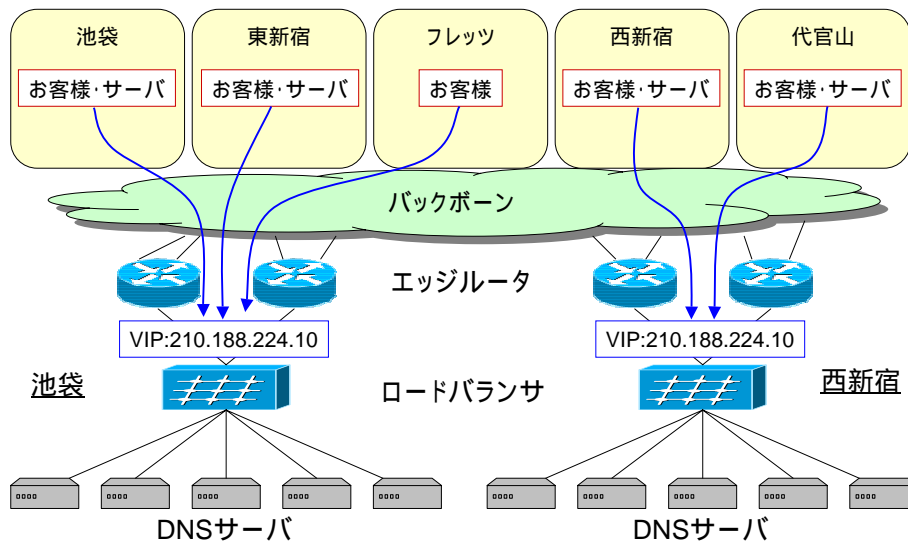 池袋
東新宿
フレッツ
西新宿
代官山
お客様・サーバ
お客様・サーバ
お客様
お客様・サーバ
お客様・サーバ
バックボーン
エッジルータ
VIP:210.188.224.10
VIP:210.188.224.10
池袋
ロードバランサ
西新宿
DNSサーバ
DNSサーバ